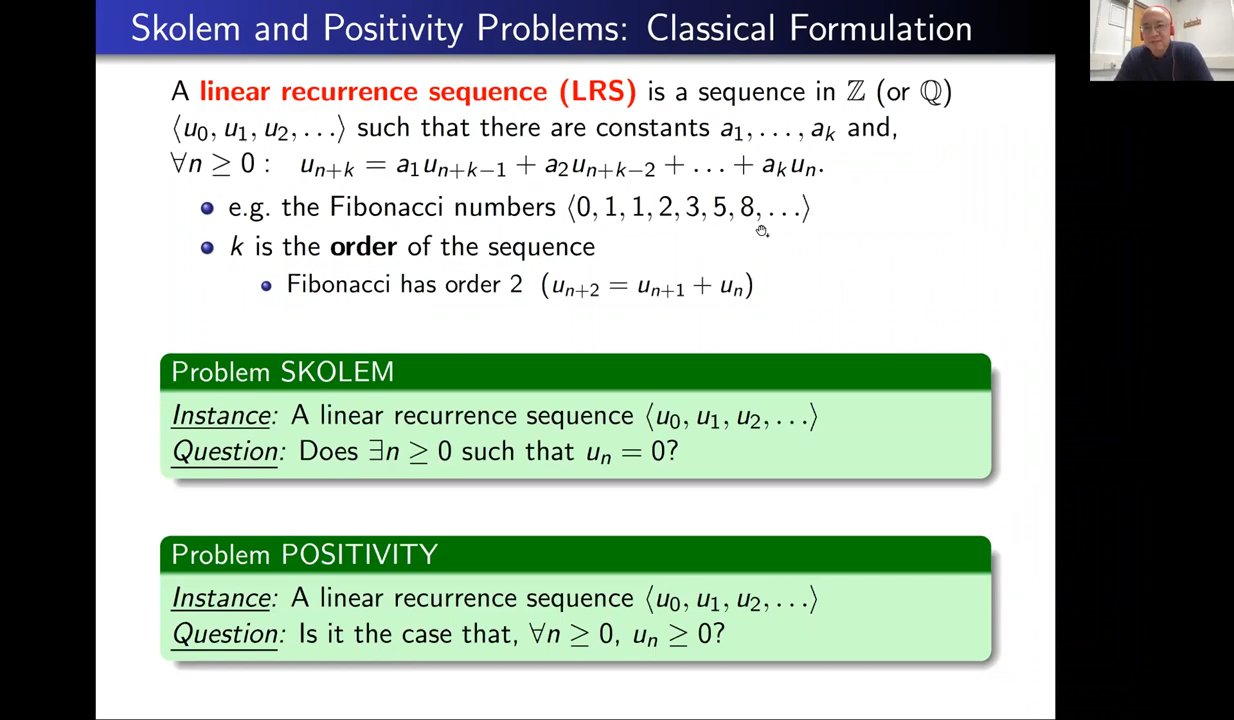 Skolem and Positivity Problems: Classical Formulation
A linear recurrence sequence (LRS) is a sequence in ℤ (or ℚ)
⟨u₀, u₁, u₂, …⟩ such that there are constants a₁, …, aₖ and,
∀n ≥ 0 : uₙ₊ₖ = a₁uₙ₊ₖ₋₁ + a₂uₙ₊ₖ₋₂ + … + aₖuₙ.
e.g. the Fibonacci numbers ⟨0, 1, 1, 2, 3, 5, 8, …⟩
k is the order of the sequence
Fibonacci has order 2 (uₙ₊₂ = uₙ₊₁ + uₙ)
Problem SKOLEM
Instance: A linear recurrence sequence ⟨u₀, u₁, u₂, …⟩
Question: Does ∃n ≥ 0 such that uₙ = 0?
Problem POSITIVITY
Instance: A linear recurrence sequence ⟨u₀, u₁, u₂, …⟩
Question: Is it the case that, ∀n ≥ 0, uₙ ≥ 0?